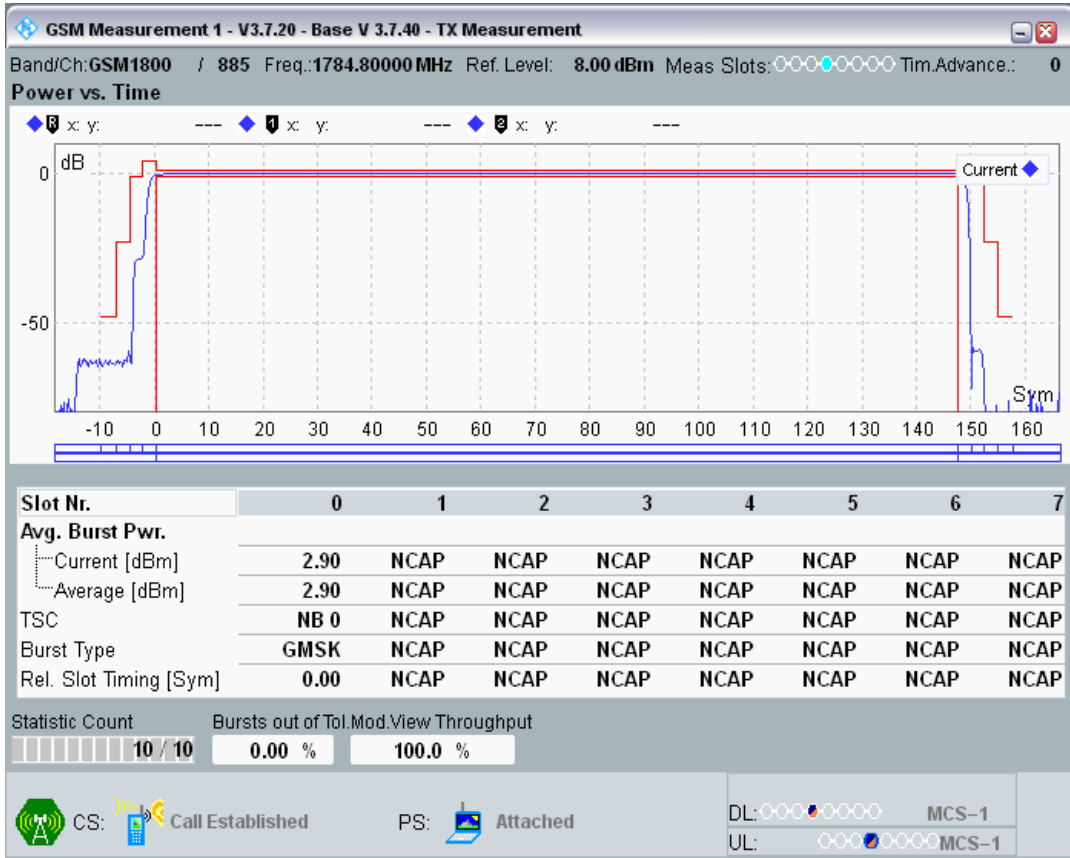 GSM Measurement 1 - V3.7.20 - Base V 3.7.40 - TX Measurement
Band/Ch:GSM1800 / 885 Freq.:1784.80000 MHz Ref. Level: 8.00 dBm Meas Slots: Tim.Advance.: 0
Power vs. Time
R x: y: --- 1 x: y: --- 2 x: y: ---
dB
Current
0
-50
Sym
-10 0 10 20 30 40 50 60 70 80 90 100 110 120 130 140 150 160
Slot Nr. 0 1 2 3 4 5 6 7
Avg. Burst Pwr.
Current [dBm] 2.90 NCAP NCAP NCAP NCAP NCAP NCAP NCAP
Average [dBm] 2.90 NCAP NCAP NCAP NCAP NCAP NCAP NCAP
TSC NB 0 NCAP NCAP NCAP NCAP NCAP NCAP NCAP
Burst Type GMSK NCAP NCAP NCAP NCAP NCAP NCAP NCAP
Rel. Slot Timing [Sym] 0.00 NCAP NCAP NCAP NCAP NCAP NCAP NCAP
Statistic Count Bursts out of Tol. Mod.View Throughput
10 / 10 0.00 % 100.0 %
CS: Call Established PS: Attached
DL: MCS-1
UL: MCS-1